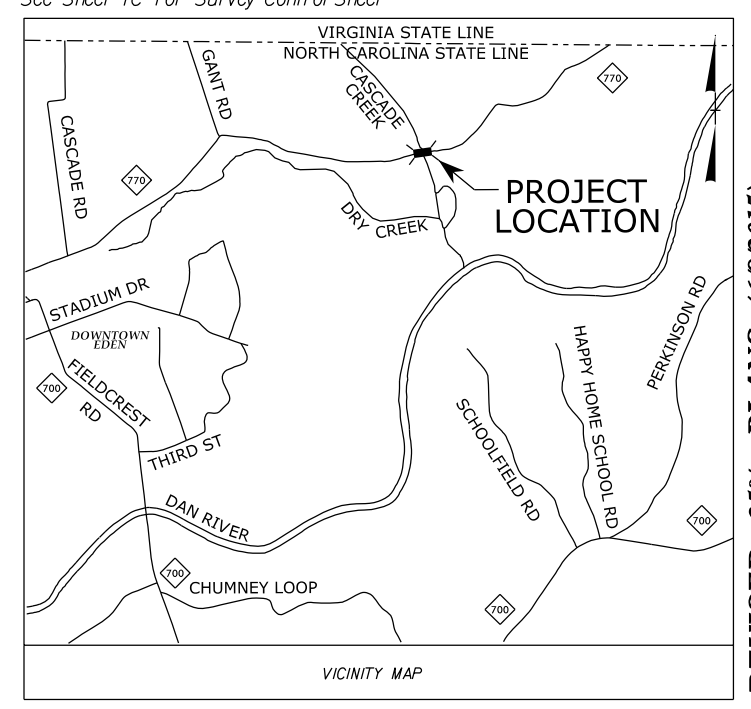 See Sheet 1C For Survey Control Sheet
VIRGINIA STATE LINE
NORTH CAROLINA STATE LINE
GANT RD
CASCADE
CREEK
770
CASCADE RD
770
PROJECT
LOCATION
DRY CREEK
STADIUM DR
DOWNTOWN
EDEN
PERKINSON RD
HAPPY HOME SCHOOL RD
700
FIELDCREST
RD
SCHOOLFIELD RD
THIRD ST
DAN RIVER
700
700
CHUMNEY LOOP
700
VICINITY MAP